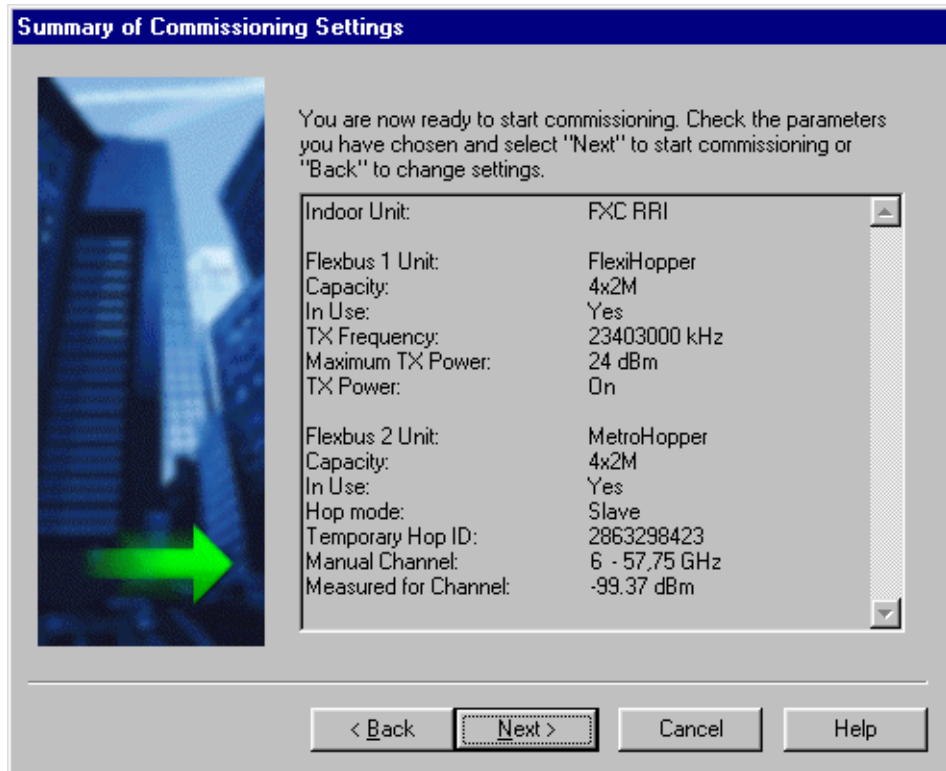 Summary of Commissioning Settings
You are now ready to start commissioning. Check the parameters
you have chosen and select "Next" to start commissioning or
"Back" to change settings.
Indoor Unit: FXC RRI
Flexbus 1 Unit: FlexiHopper
Capacity: 4x2M
In Use: Yes
TX Frequency: 23403000 kHz
Maximum TX Power: 24 dBm
TX Power: On
Flexbus 2 Unit: MetroHopper
Capacity: 4x2M
In Use: Yes
Hop mode: Slave
Temporary Hop ID: 2863298423
Manual Channel: 6 - 57,75 GHz
Measured for Channel: -99.37 dBm
< Back Next > Cancel Help